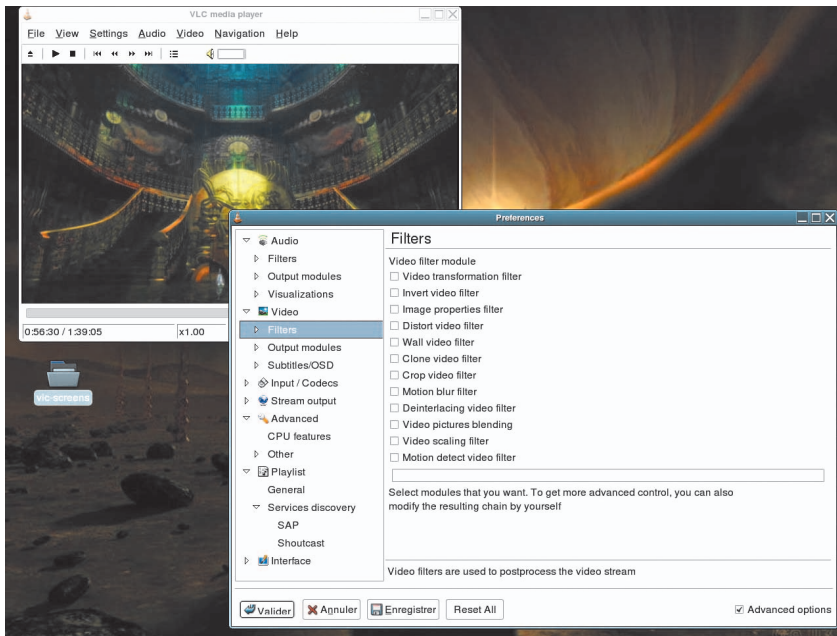 VLC media player
File View Settings Audio Video Navigation Help
0:56:30 / 1:39:05 x1.00
vlc-screens
Preferences
Audio
Filters
Output modules
Visualizations
Video
Filters
Output modules
Subtitles/OSD
Input / Codecs
Stream output
Advanced
CPU features
Other
Playlist
General
Services discovery
SAP
Shoutcast
Interface
Filters
Video filter module
Video transformation filter
Invert video filter
Image properties filter
Distort video filter
Wall video filter
Clone video filter
Crop video filter
Motion blur filter
Deinterlacing video filter
Video pictures blending
Video scaling filter
Motion detect video filter
Select modules that you want. To get more advanced control, you can also
modify the resulting chain by yourself
Video filters are used to postprocess the video stream
Valider Annuler Enregistrer Reset All Advanced options